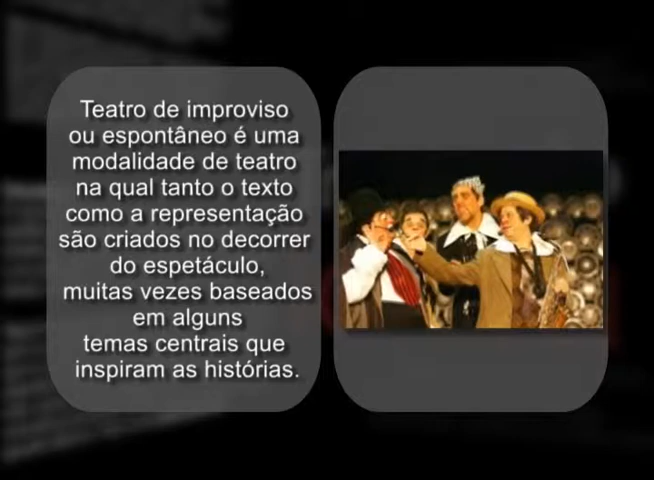 Teatro de improviso
ou espontâneo é uma
modalidade de teatro
na qual tanto o texto
como a representação
são criados no decorrer
do espetáculo,
muitas vezes baseados
em alguns
temas centrais que
inspiram as histórias.